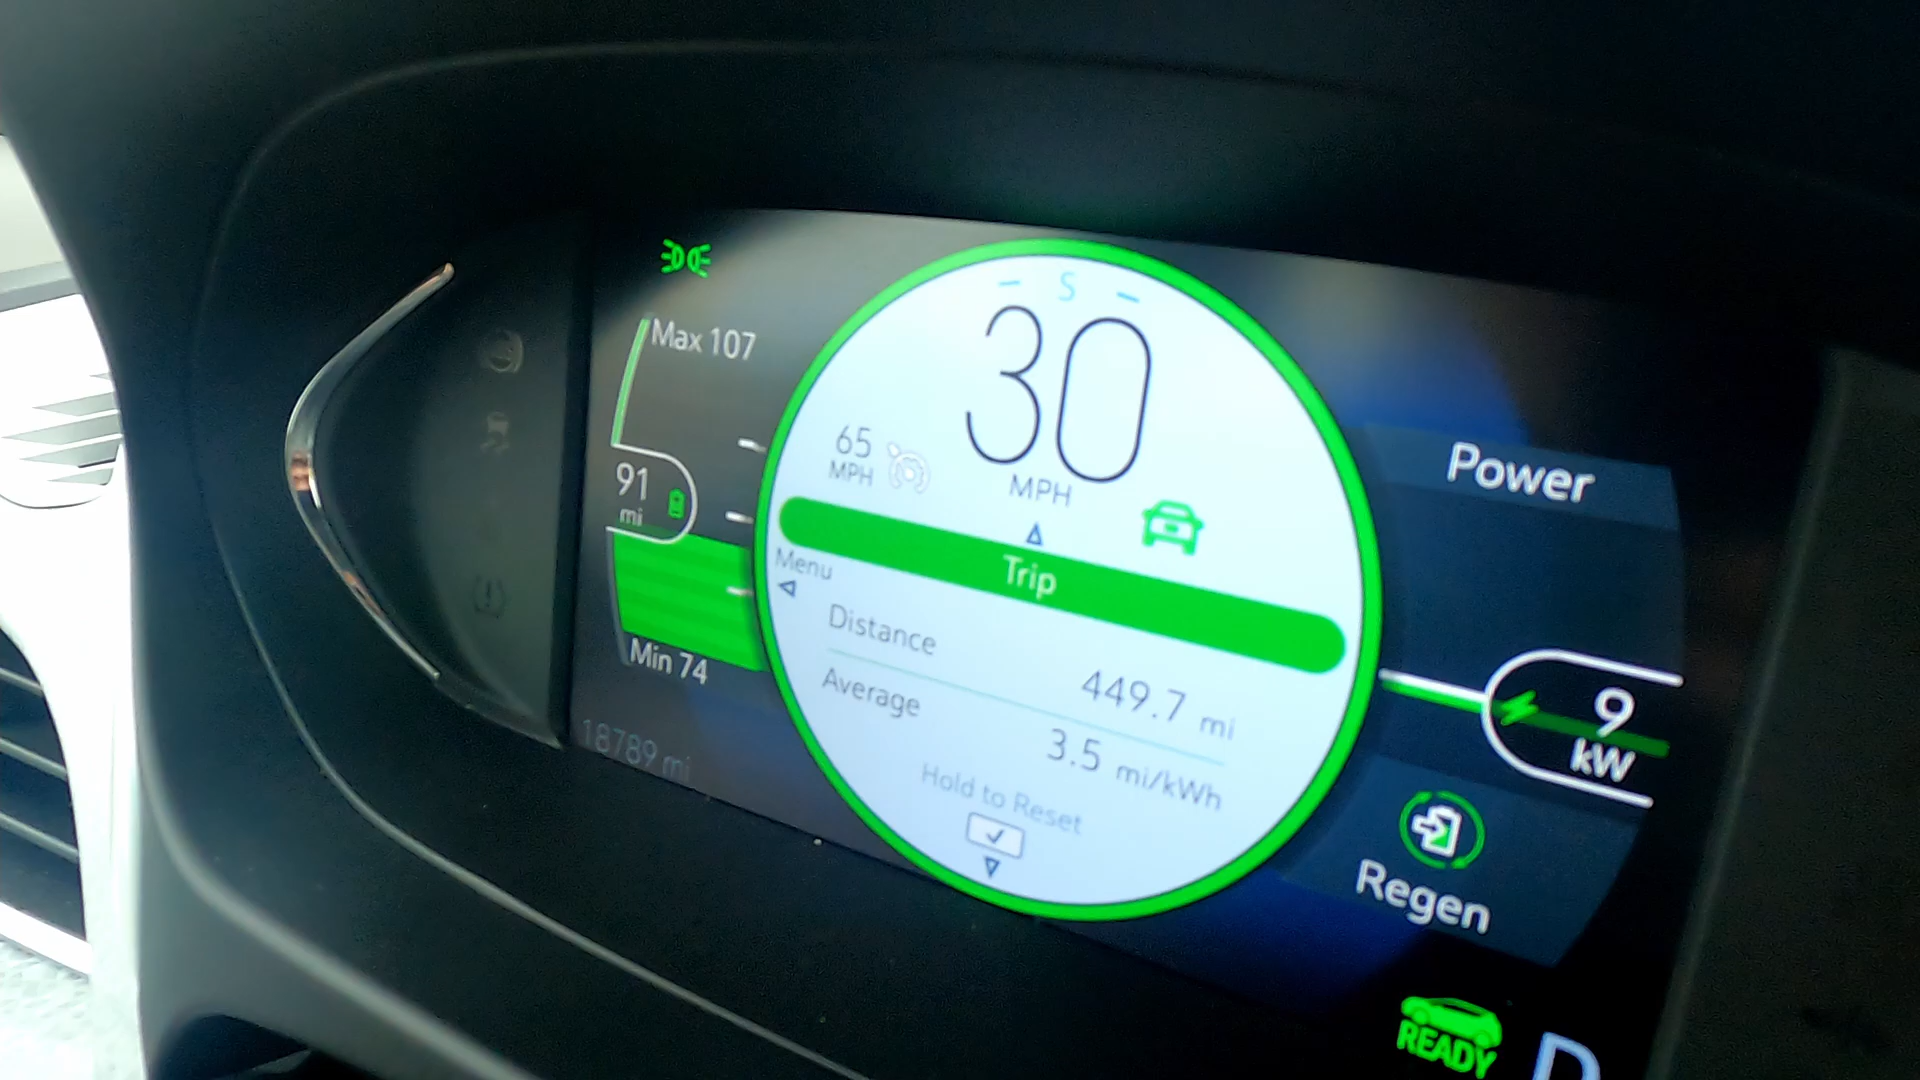 S
30
MPH
65
MPH
Max 107
91
mi
Min 74
18789 mi
Menu
Trip
Distance
449.7 mi
Average
3.5 mi/kWh
Hold to Reset
Power
9
kW
Regen
READY
D